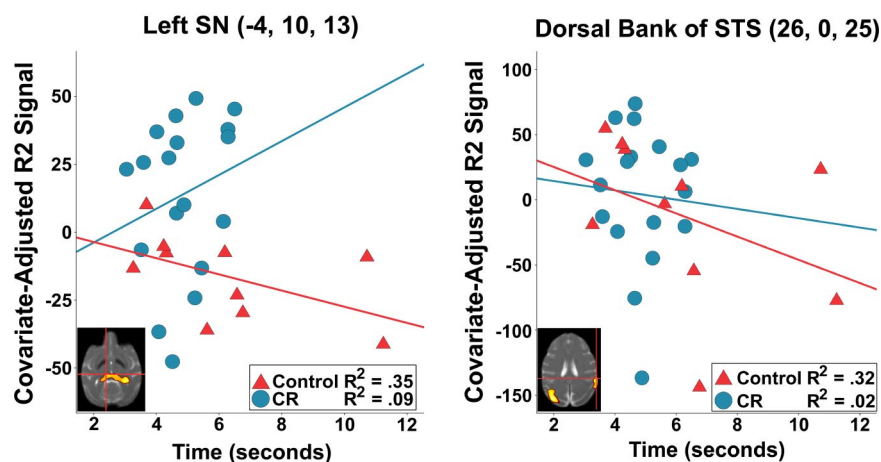 Left SN (-4, 10, 13)
Covariate-Adjusted R2 Signal
50
25
0
-25
-50
2 4 6 8 10 12
Time (seconds)
Control R² = .35
CR R² = .09
Dorsal Bank of STS (26, 0, 25)
Covariate-Adjusted R2 Signal
100
50
0
-50
-100
-150
2 4 6 8 10 12
Time (seconds)
Control R² = .32
CR R² = .02